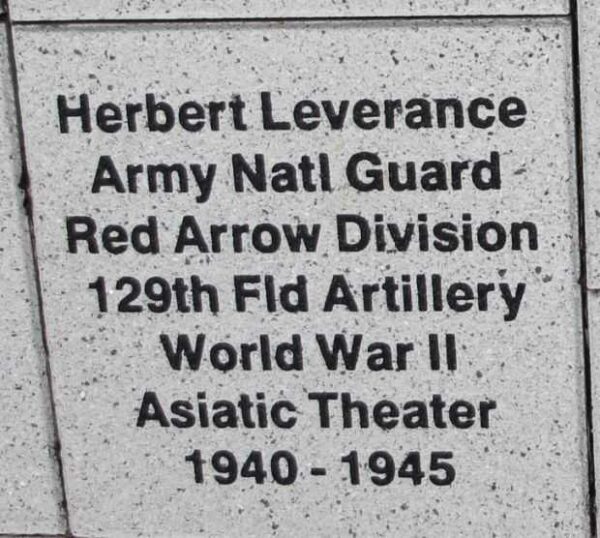 Herbert Leverance
Army Natl Guard
Red Arrow Division
129th Fld Artillery
World War II
Asiatic Theater
1940 - 1945